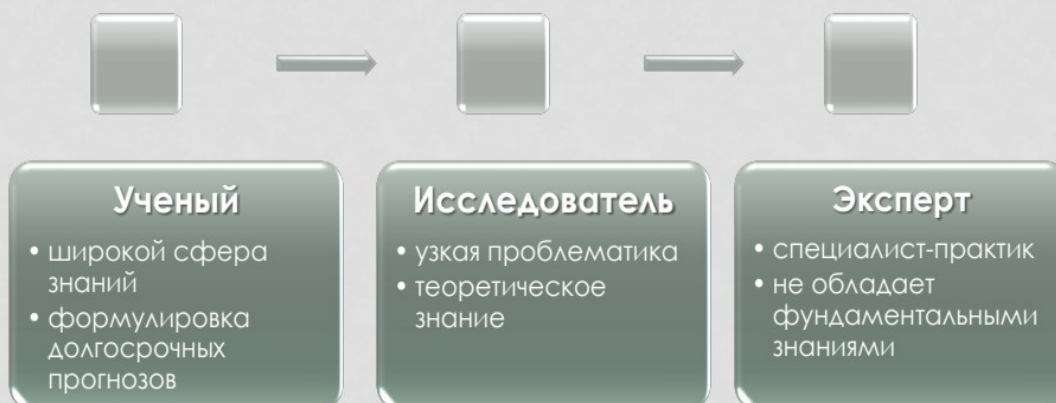 Ученый
• широкой сфера
знаний
• формулировка
долгосрочных
прогнозов
Исследователь
• узкая проблематика
• теоретическое
знание
Эксперт
• специалист-практик
• не обладает
фундаментальными
знаниями